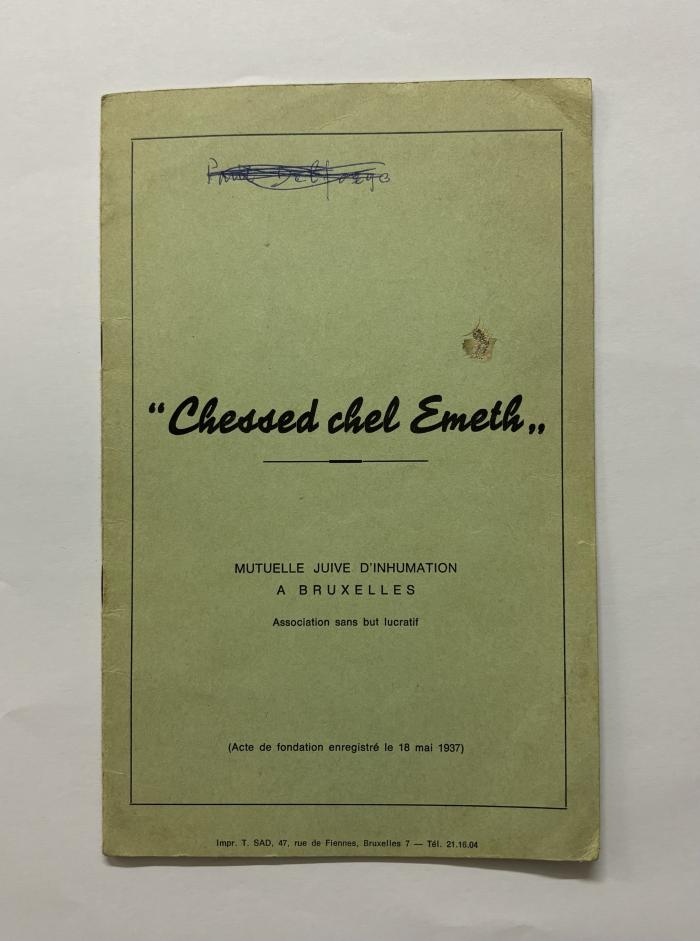 “Chessed chel Emeth„
MUTUELLE JUIVE D'INHUMATION
A BRUXELLES
Association sans but lucratif
(Acte de fondation enregistré le 18 mai 1937)
Impr. T. SAD, 47, rue de Fiennes, Bruxelles 7 — Tél. 21.16.04